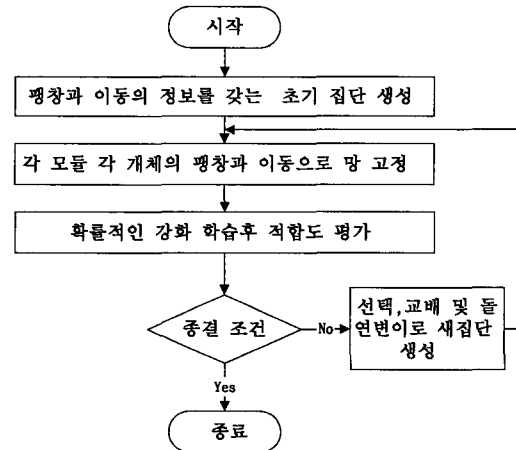 시작
팽창과 이동의 정보를 갖는 초기 집단 생성
각 모듈 각 개체의 팽창과 이동으로 망 고정
확률적인 강화 학습후 적합도 평가
종결 조건
No
선택,교배 및 돌
연변이로 새집단
생성
Yes
종료